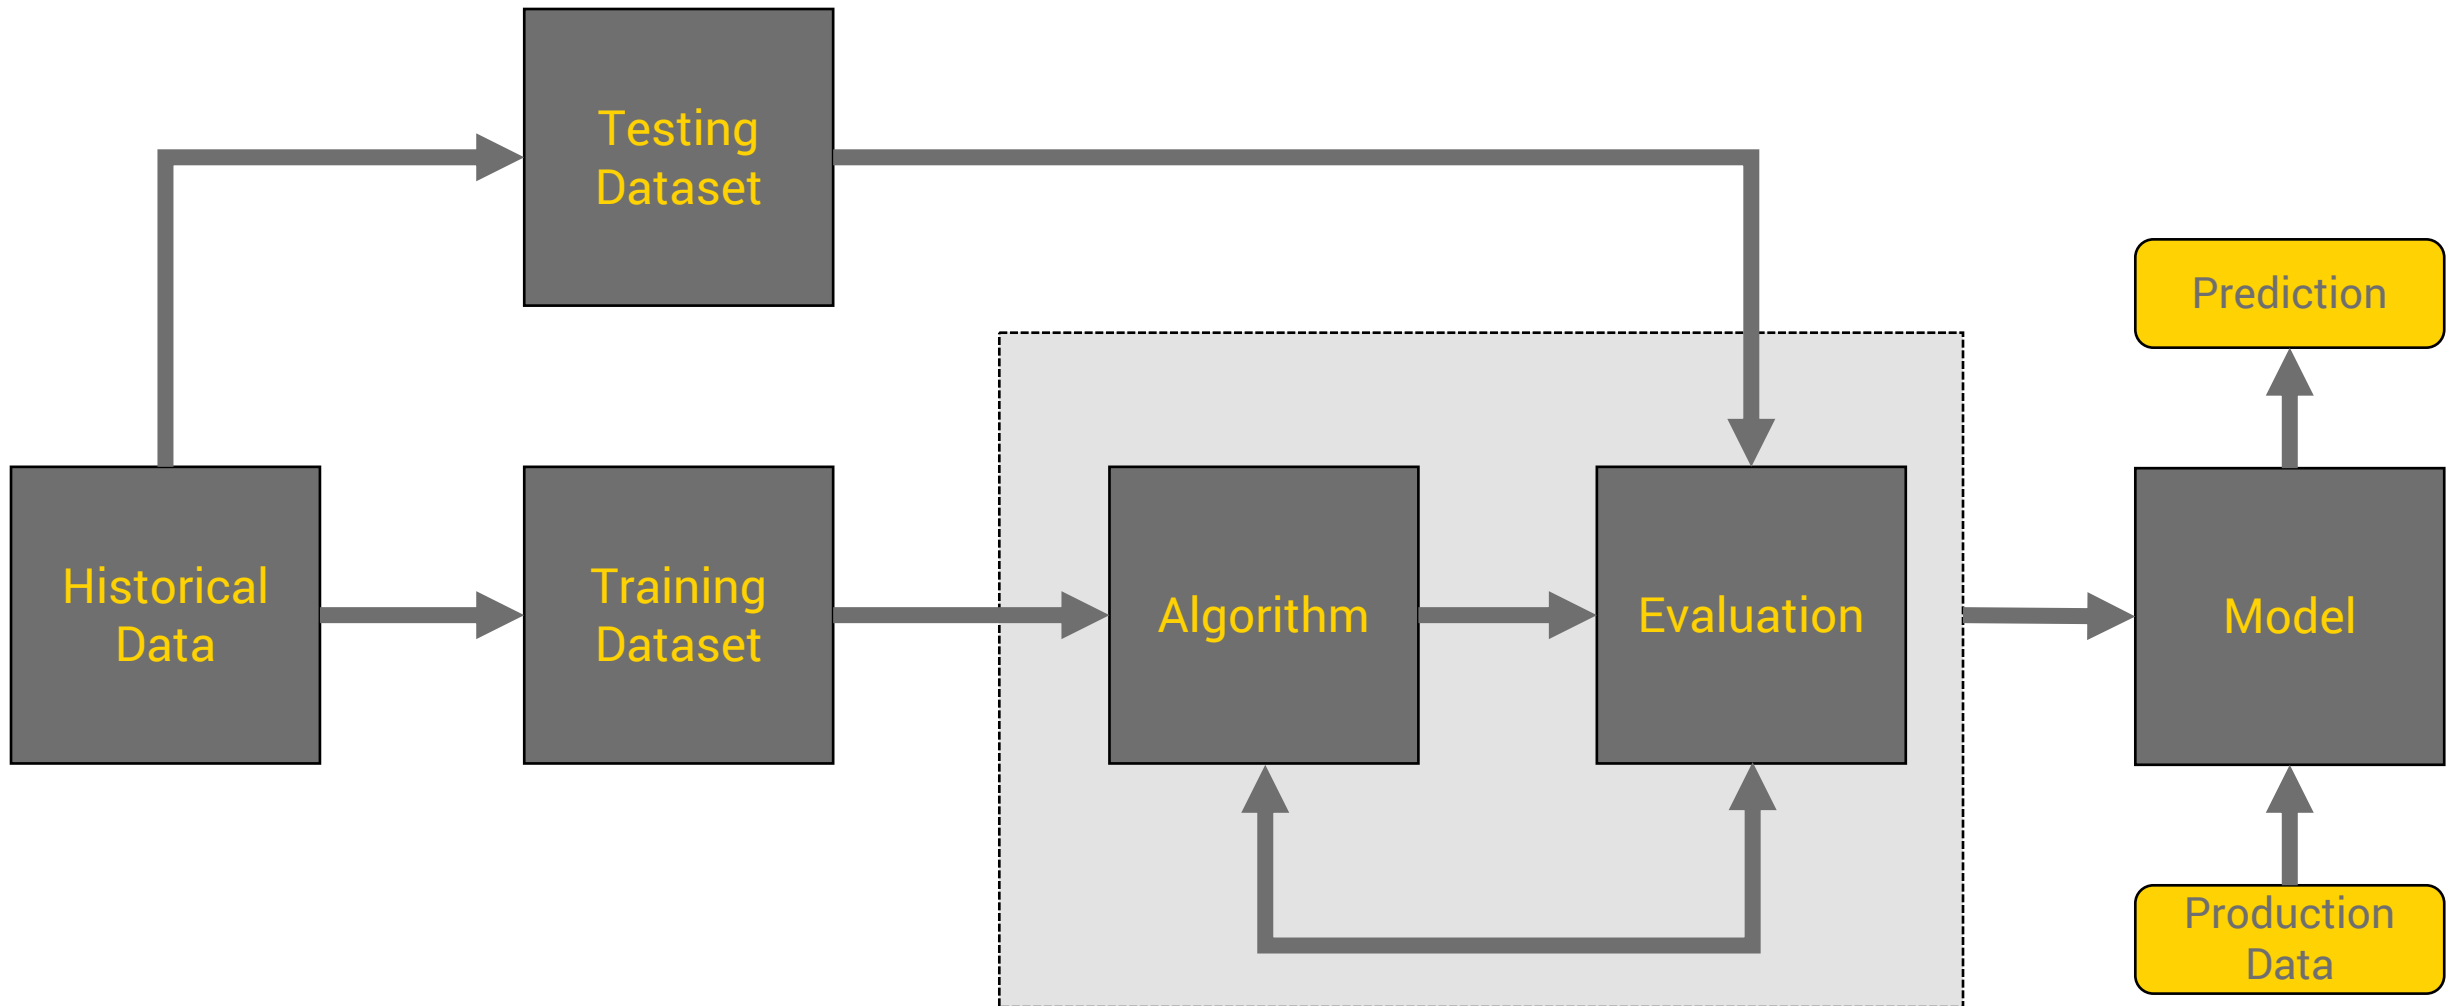 Testing
Dataset
Prediction
Historical
Data
Training
Dataset
Algorithm
Evaluation
Model
Production
Data